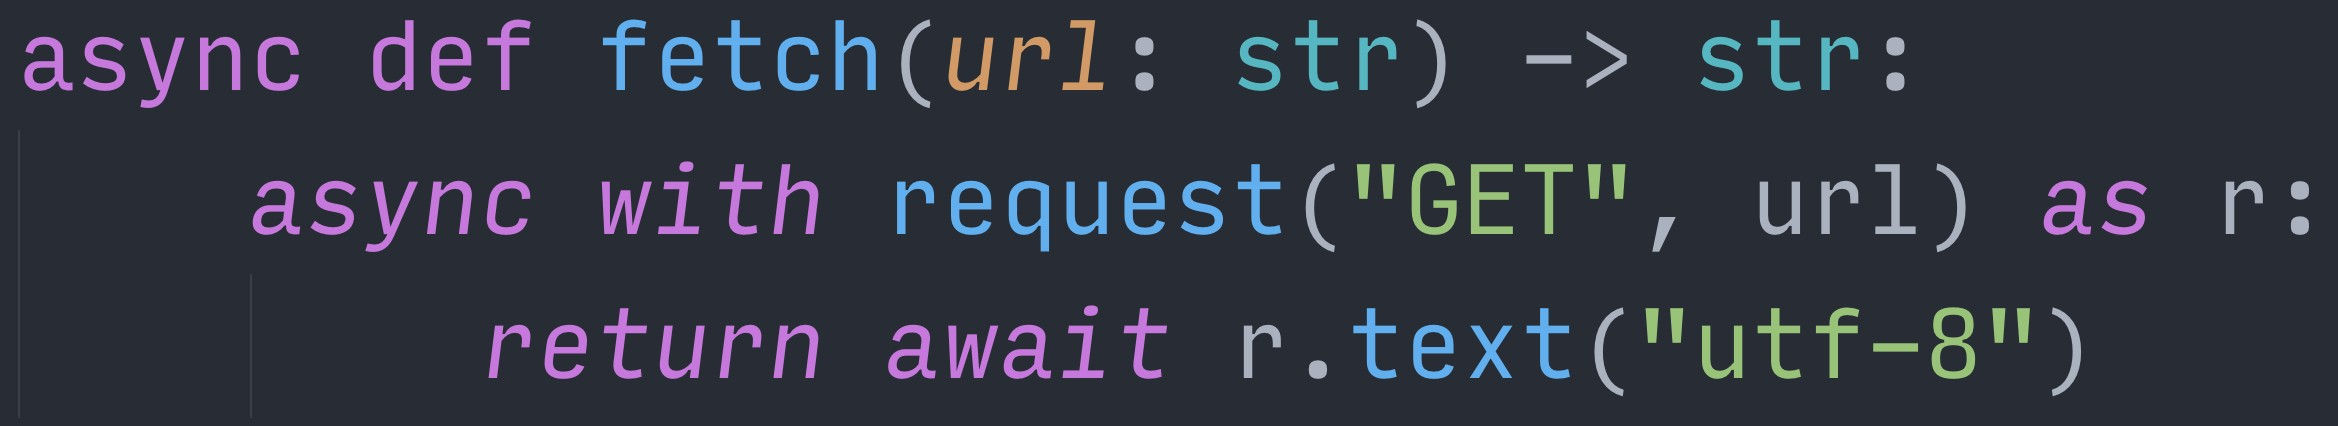 async def fetch(url: str) -> str:
    async with request("GET", url) as r:
        return await r.text("utf-8")